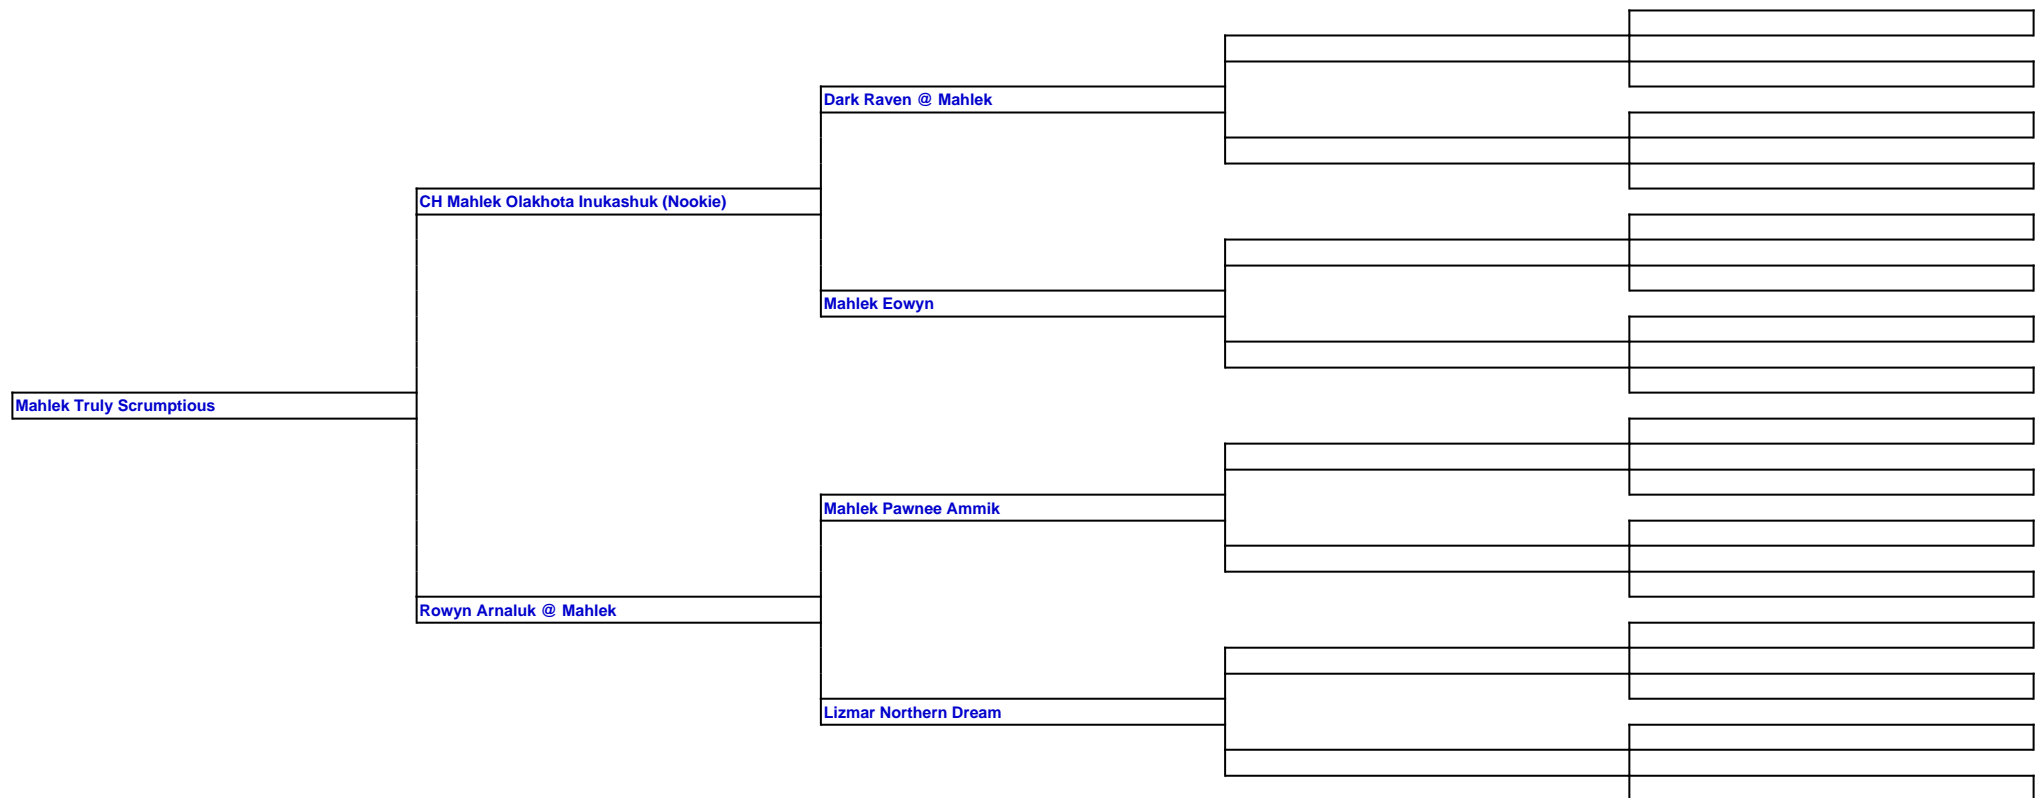 Dark Raven @ Mahlek
CH Mahlek Olakhota Inukashuk (Nookie)
Mahlek Eowyn
Mahlek Truly Scrumptious
Mahlek Pawnee Ammik
Rowyn Arnaluk @ Mahlek
Lizmar Northern Dream